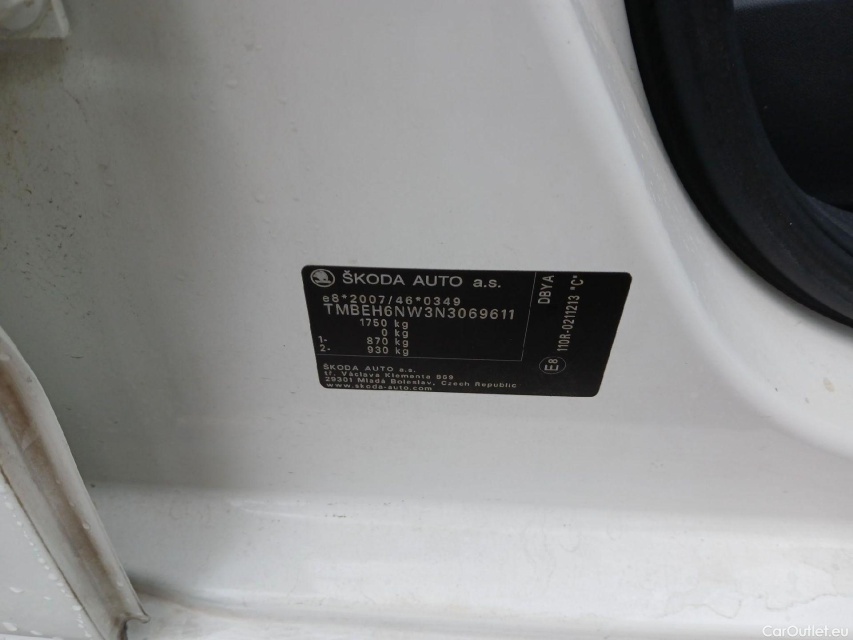 ŠKODA AUTO a.s.
e8*2007/46*0349
TMBEH6NW3N3069611
1750 kg
0 kg
1- 870 kg
2- 930 kg
ŠKODA AUTO a.s.
tř. Václava Klementa 869
29301 Mladá Boleslav, Czech Republic
www.skoda-auto.com
DBYA
E8 110R-0211213 "C"
CarOutlet.eu